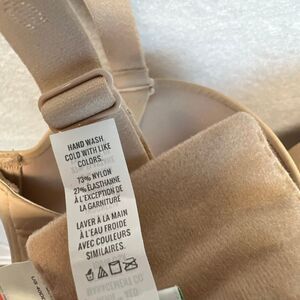 HAND WASH
COLD WITH LIKE
COLORS.
73% NYLON
27% ELASTHANNE
À L'EXCEPTION DE
LA GARNITURE
LAVER À LA MAIN
À L'EAU FROIDE
AVEC COULEURS
SIMILAIRES.